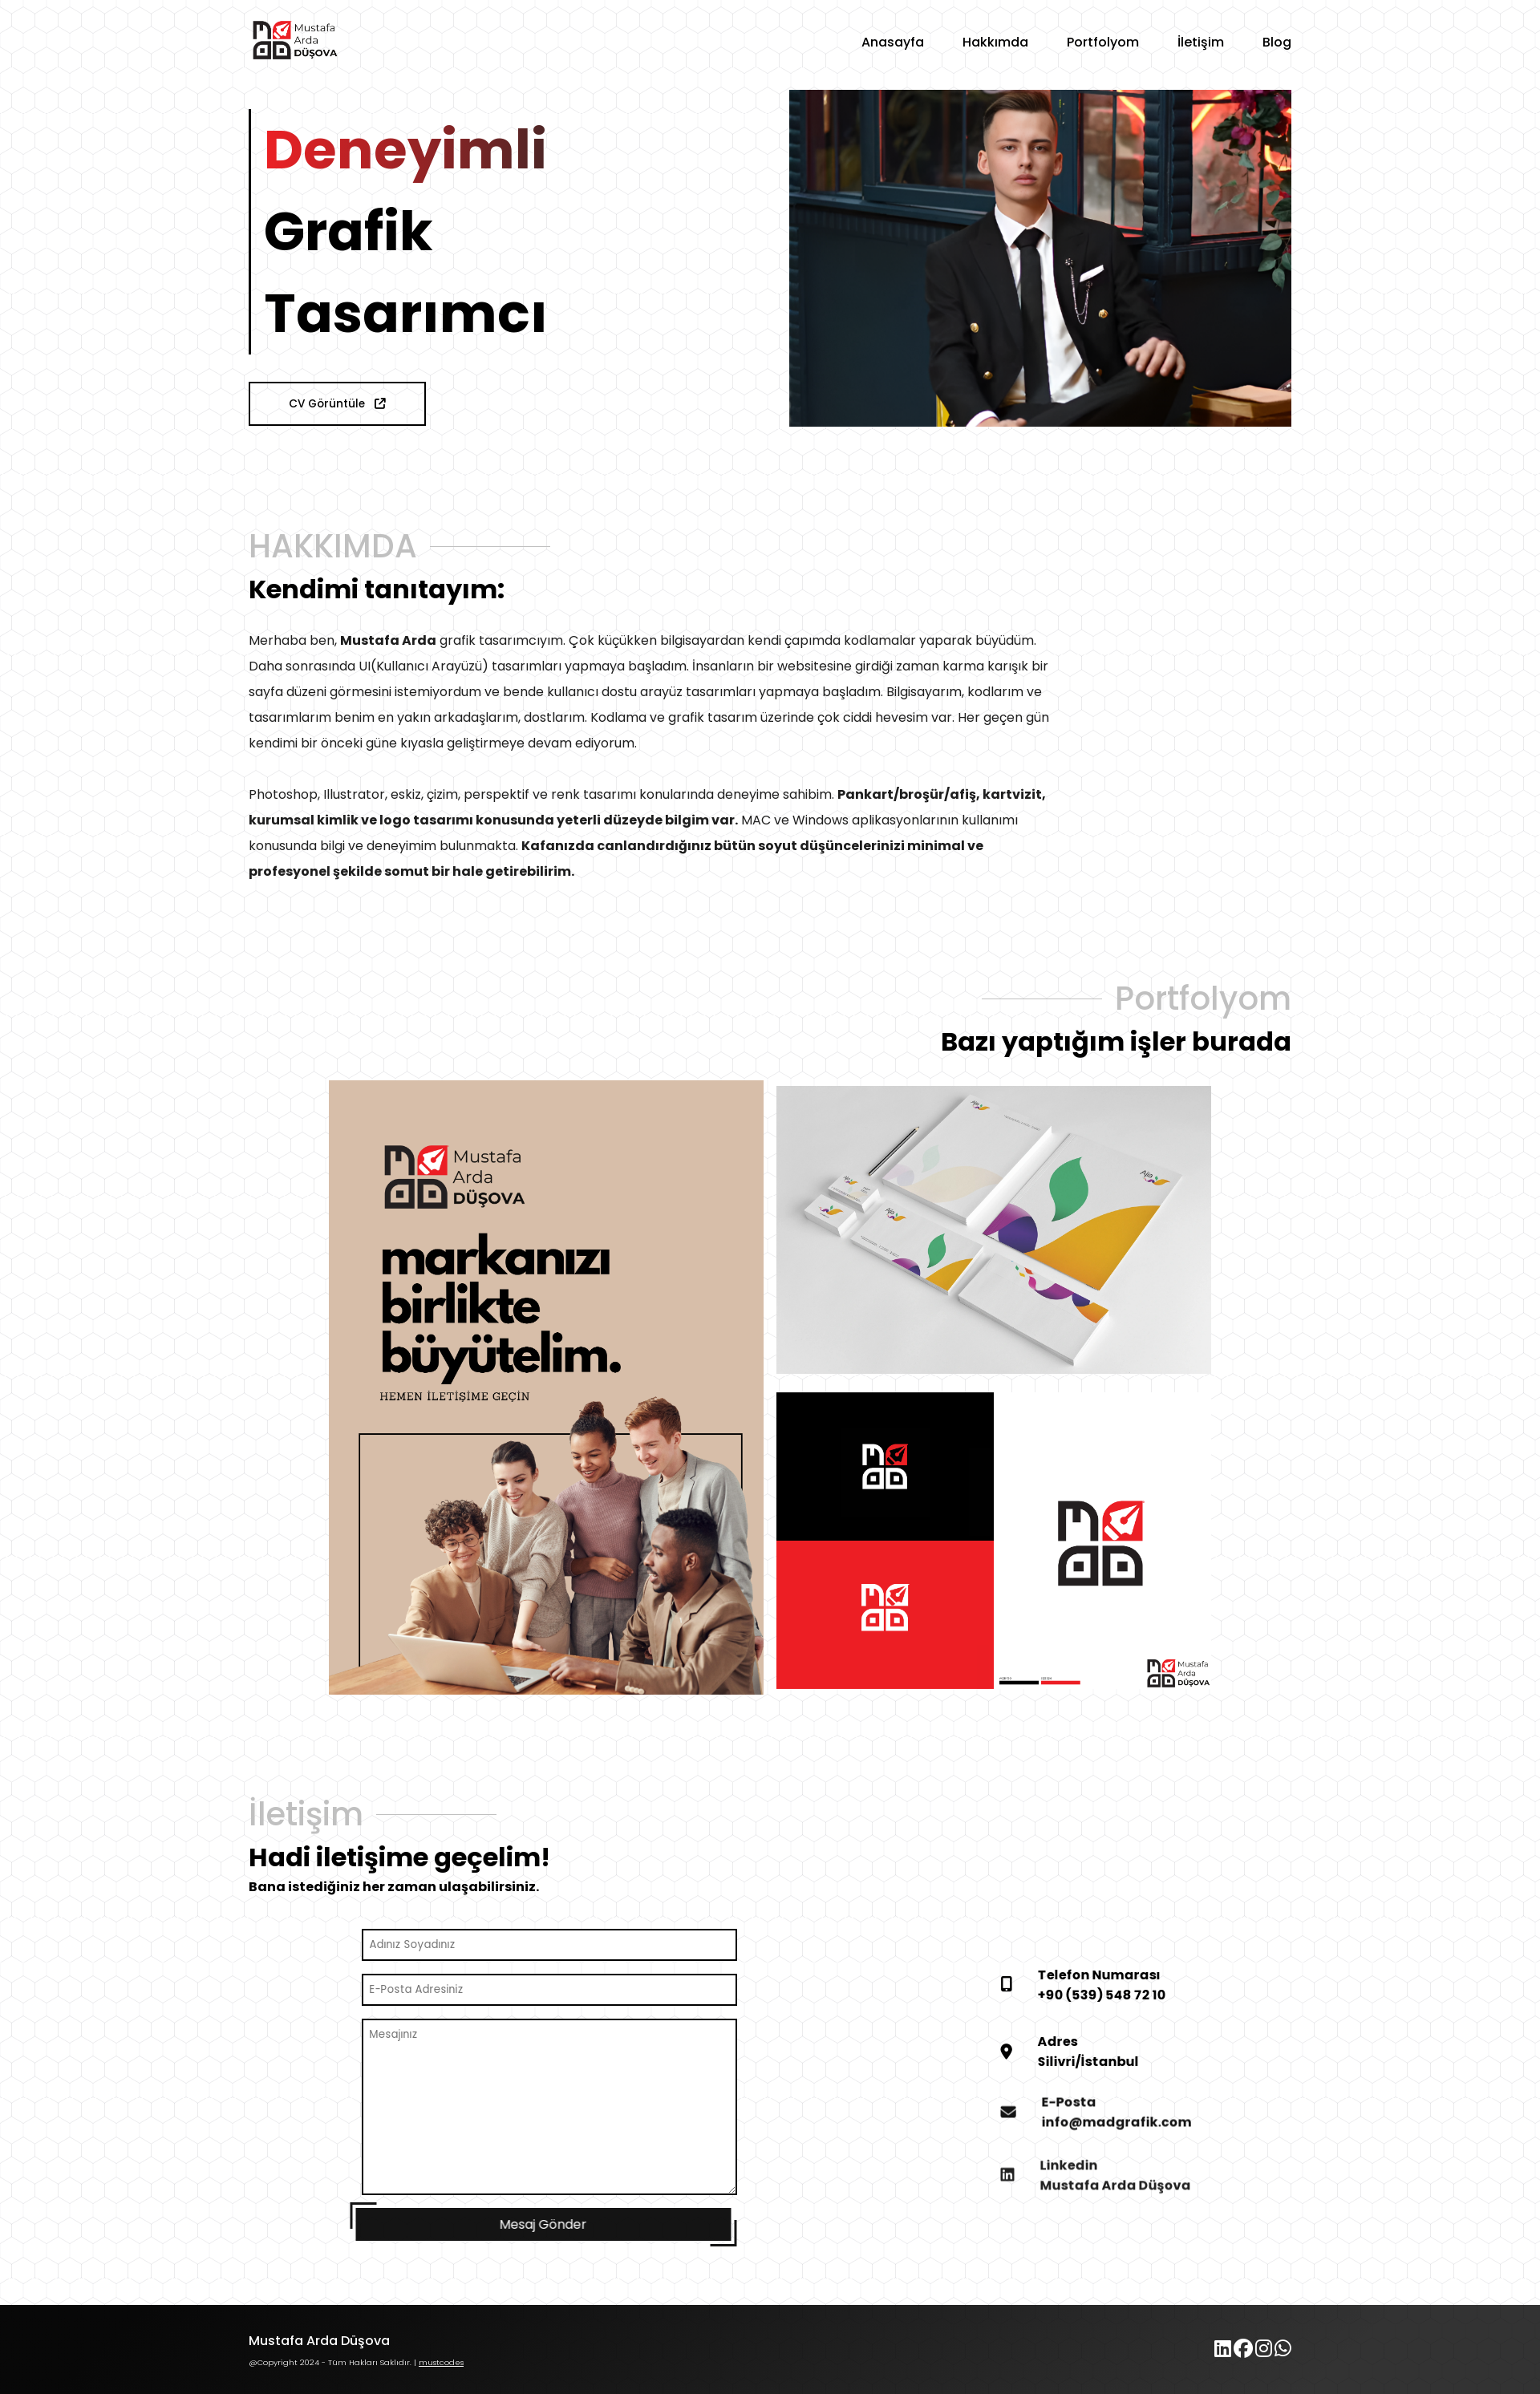 Mustafa
Arda
DÜŞOVA
Anasayfa Hakkımda Portfolyom İletişim Blog
Deneyimli
Grafik
Tasarımcı
CV Görüntüle
HAKKIMDA
Kendimi tanıtayım:
Merhaba ben, Mustafa Arda grafik tasarımcıyım. Çok küçükken bilgisayardan kendi çapımda kodlamalar yaparak büyüdüm.
Daha sonrasında UI(Kullanıcı Arayüzü) tasarımları yapmaya başladım. İnsanların bir websitesine girdiği zaman karma karışık bir
sayfa düzeni görmesini istemiyordum ve bende kullanıcı dostu arayüz tasarımları yapmaya başladım. Bilgisayarım, kodlarım ve
tasarımlarım benim en yakın arkadaşlarım, dostlarım. Kodlama ve grafik tasarım üzerinde çok ciddi hevesim var. Her geçen gün
kendimi bir önceki güne kıyasla geliştirmeye devam ediyorum.
Photoshop, Illustrator, eskiz, çizim, perspektif ve renk tasarımı konularında deneyime sahibim. Pankart/broşür/afiş, kartvizit,
kurumsal kimlik ve logo tasarımı konusunda yeterli düzeyde bilgim var. MAC ve Windows aplikasyonlarının kullanımı
konusunda bilgi ve deneyimim bulunmakta. Kafanızda canlandırdığınız bütün soyut düşüncelerinizi minimal ve
profesyonel şekilde somut bir hale getirebilirim.
Portfolyom
Bazı yaptığım işler burada
Mustafa
Arda
DÜŞOVA
markanızı
birlikte
büyütelim.
HEMEN İLETİŞİME GEÇİN
Mustafa
Arda
DÜŞOVA
İletişim
Hadi iletişime geçelim!
Bana istediğiniz her zaman ulaşabilirsiniz.
Adınız Soyadınız
E-Posta Adresiniz
Mesajınız
Mesaj Gönder
Telefon Numarası
+90 (539) 548 72 10
Adres
Silivri/İstanbul
E-Posta
info@madgrafik.com
Linkedin
Mustafa Arda Düşova
Mustafa Arda Düşova
@Copyright 2024 - Tüm Hakları Saklıdır. | mustcodes